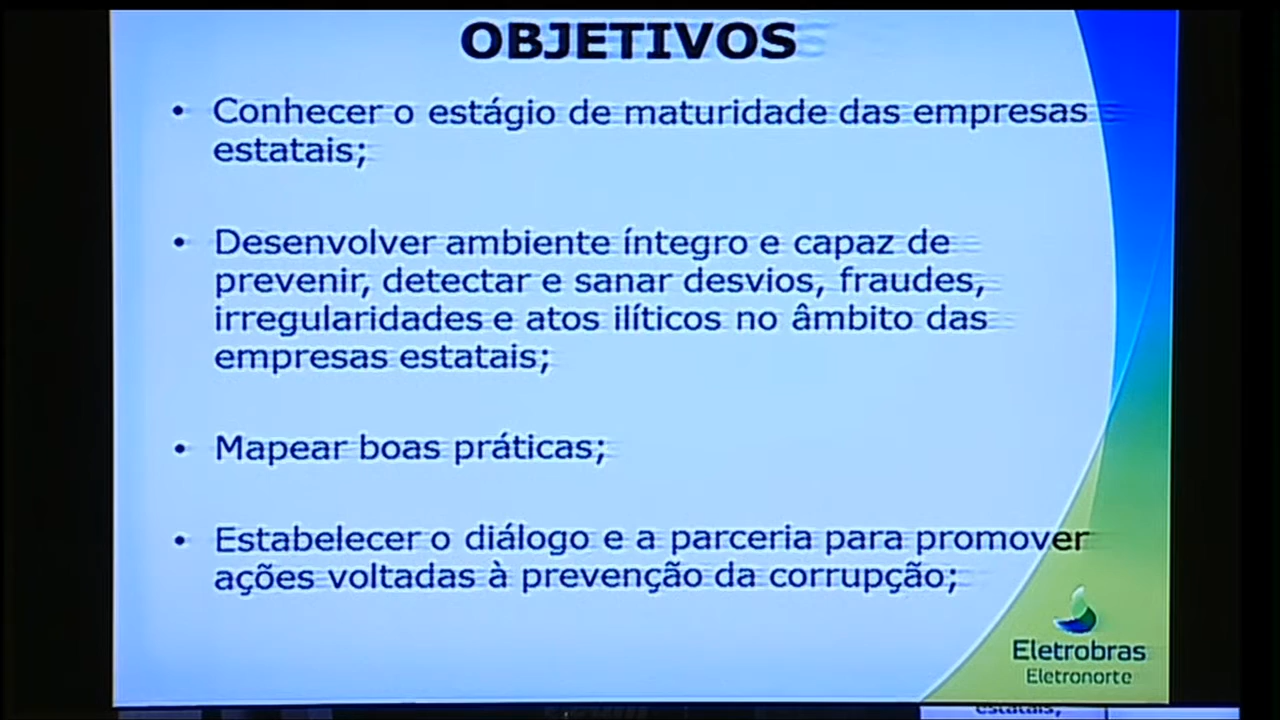 OBJETIVOS
• Conhecer o estágio de maturidade das empresas
estatais;
• Desenvolver ambiente íntegro e capaz de
prevenir, detectar e sanar desvios, fraudes,
irregularidades e atos ilíticos no âmbito das
empresas estatais;
• Mapear boas práticas;
• Estabelecer o diálogo e a parceria para promover
ações voltadas à prevenção da corrupção;
Eletrobras
Eletronorte
estatais;